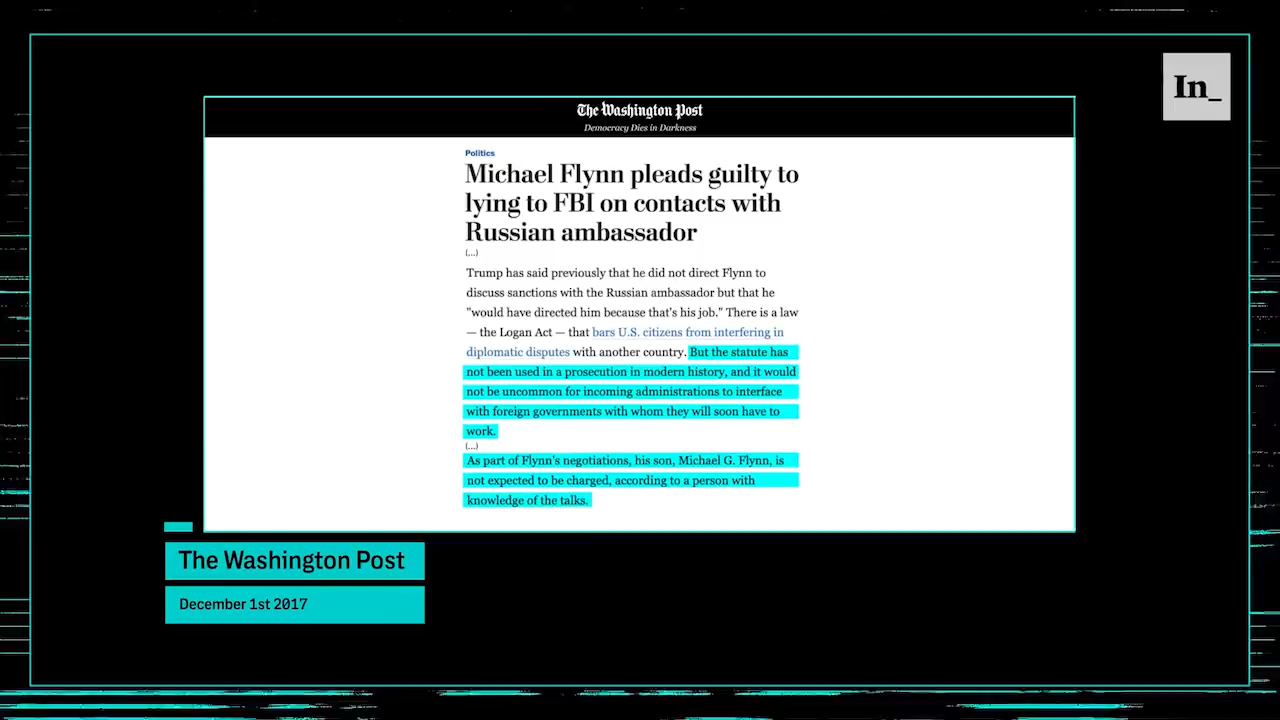 In_
The Washington Post
Democracy Dies in Darkness
Politics
Michael Flynn pleads guilty to
lying to FBI on contacts with
Russian ambassador
(...)
Trump has said previously that he did not direct Flynn to
discuss sanctions with the Russian ambassador but that he
"would have directed him because that's his job." There is a law
— the Logan Act — that bars U.S. citizens from interfering in
diplomatic disputes with another country. But the statute has
not been used in a prosecution in modern history, and it would
not be uncommon for incoming administrations to interface
with foreign governments with whom they will soon have to
work.
(...)
As part of Flynn's negotiations, his son, Michael G. Flynn, is
not expected to be charged, according to a person with
knowledge of the talks.
The Washington Post
December 1st 2017